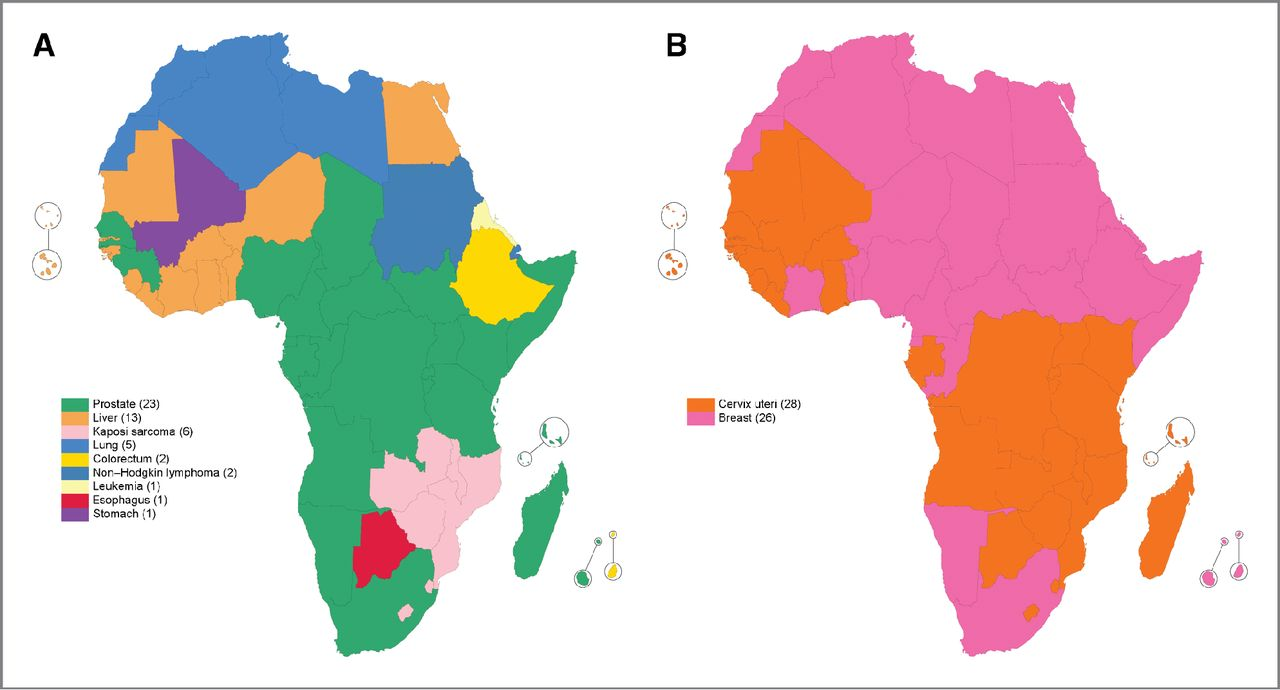 A
B
Prostate (23)
Liver (13)
Kaposi sarcoma (6)
Lung (5)
Colorectum (2)
Non–Hodgkin lymphoma (2)
Leukemia (1)
Esophagus (1)
Stomach (1)
Cervix uteri (28)
Breast (26)